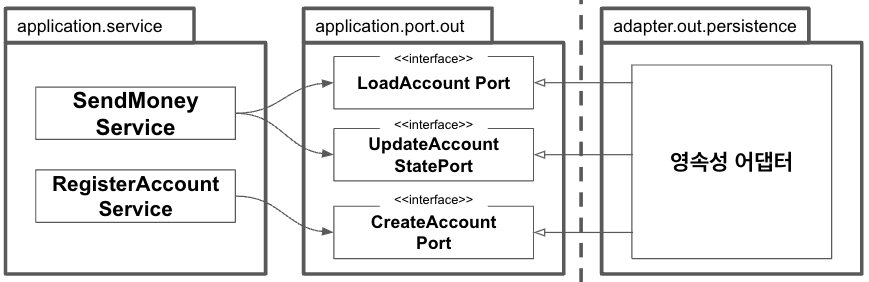 application.service
SendMoney
Service
RegisterAccount
Service
application.port.out
<<interface>>
LoadAccount Port
<<interface>>
UpdateAccount
StatePort
<<interface>>
CreateAccount
Port
adapter.out.persistence
영속성 어댑터